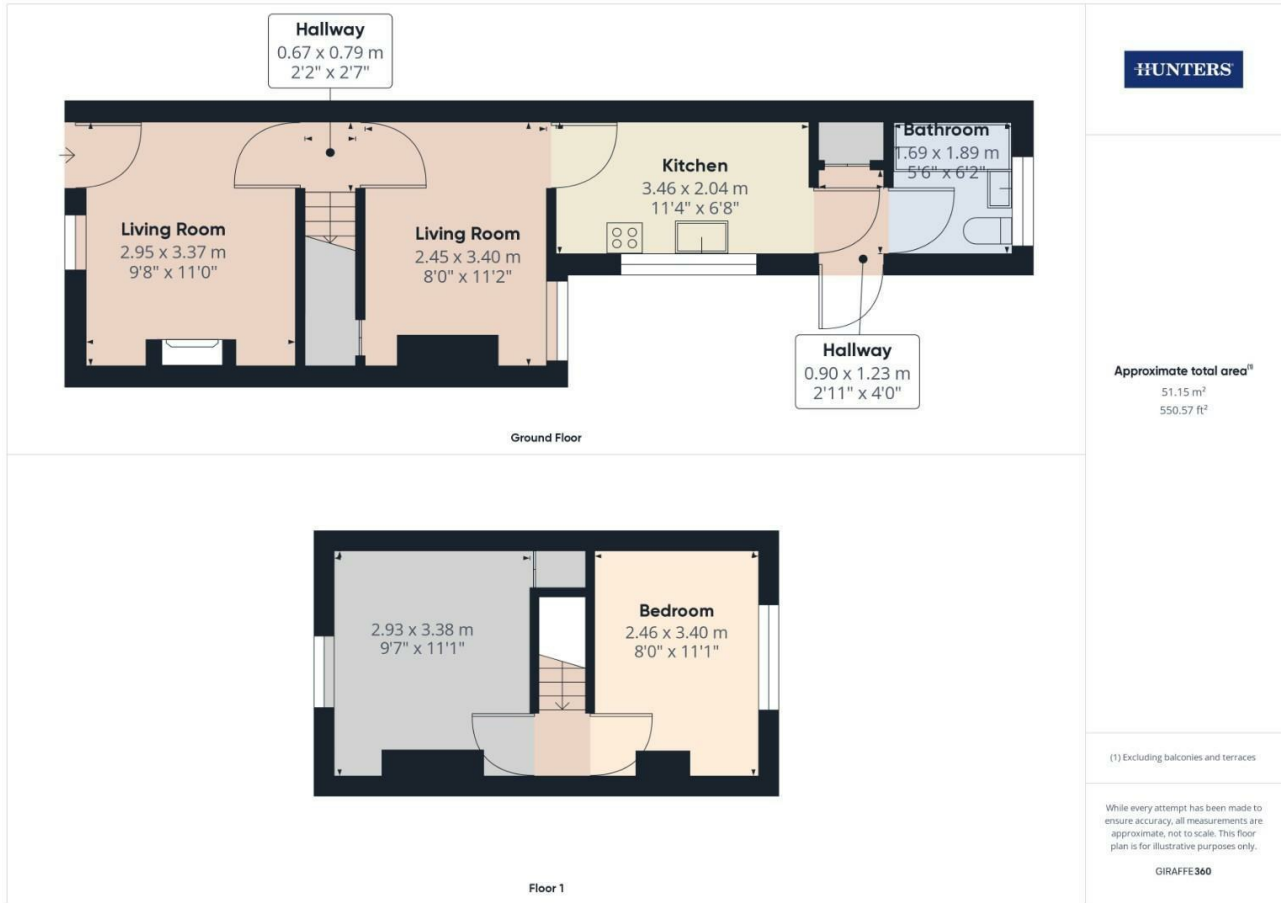 Hallway
0.67 x 0.79 m
2'2" x 2'7"
Living Room
2.95 x 3.37 m
9'8" x 11'0"
Living Room
2.45 x 3.40 m
8'0" x 11'2"
Kitchen
3.46 x 2.04 m
11'4" x 6'8"
Bathroom
1.69 x 1.89 m
5'6" x 6'2"
Hallway
0.90 x 1.23 m
2'11" x 4'0"
Ground Floor
2.93 x 3.38 m
9'7" x 11'1"
Bedroom
2.46 x 3.40 m
8'0" x 11'1"
Floor 1
HUNTERS
Approximate total area(1)
51.15 m²
550.57 ft²
(1) Excluding balconies and terraces
While every attempt has been made to
ensure accuracy, all measurements are
approximate, not to scale. This floor
plan is for illustrative purposes only.
GIRAFFE360